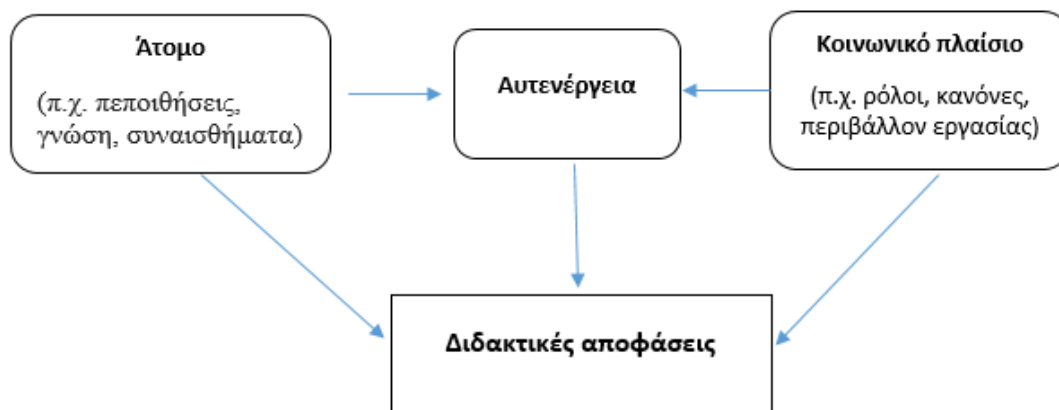 Άτομο
(π.χ. πεποιθήσεις,
γνώση, συναισθήματα)
Αυτενέργεια
Κοινωνικό πλαίσιο
(π.χ. ρόλοι, κανόνες,
περιβάλλον εργασίας)
Διδακτικές αποφάσεις